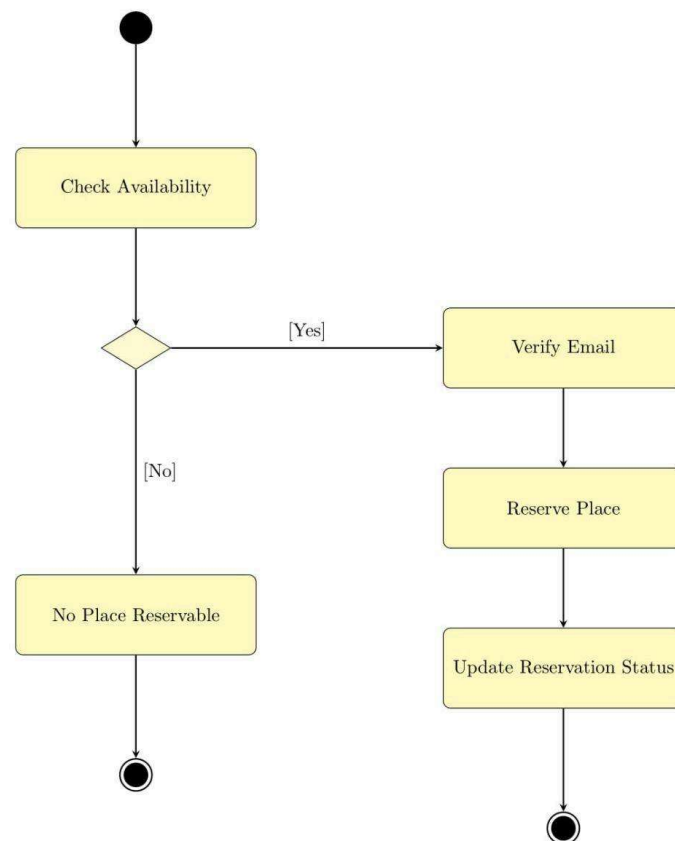 Check Availability
[Yes]
Verify Email
[No]
Reserve Place
No Place Reservable
Update Reservation Status